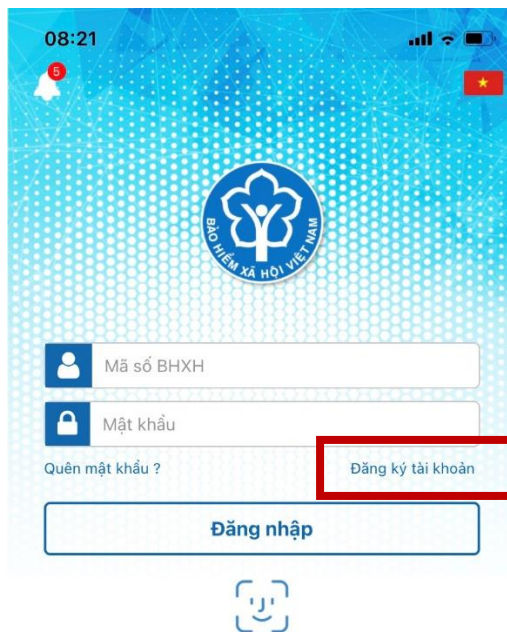 08:21
5
BẢO HIỂM XÃ HỘI VIỆT NAM
Mã số BHXH
Mật khẩu
Quên mật khẩu ?
Đăng ký tài khoản
Đăng nhập